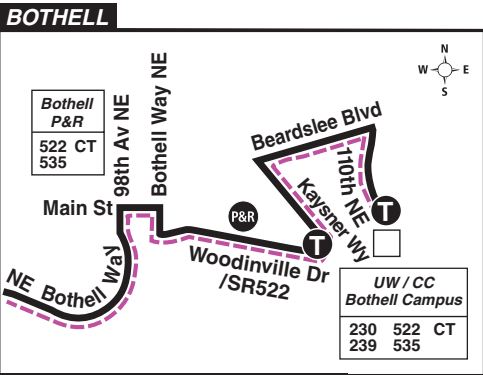 BOTHELL
N
W E
S
Bothell
P&R
522 CT
535
98th Av NE
Bothell Way NE
Main St
Beardslee Blvd
110th NE
Kaysner Wy
P&R
T
T
Woodinville Dr
/SR522
NE Bothell Way
UW / CC
Bothell Campus
230 522 CT
239 535